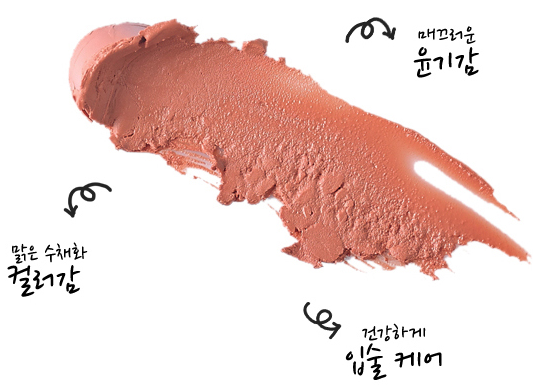 매끄러운
윤기감
맑은 수채화
컬러감
건강하게
입술 케어